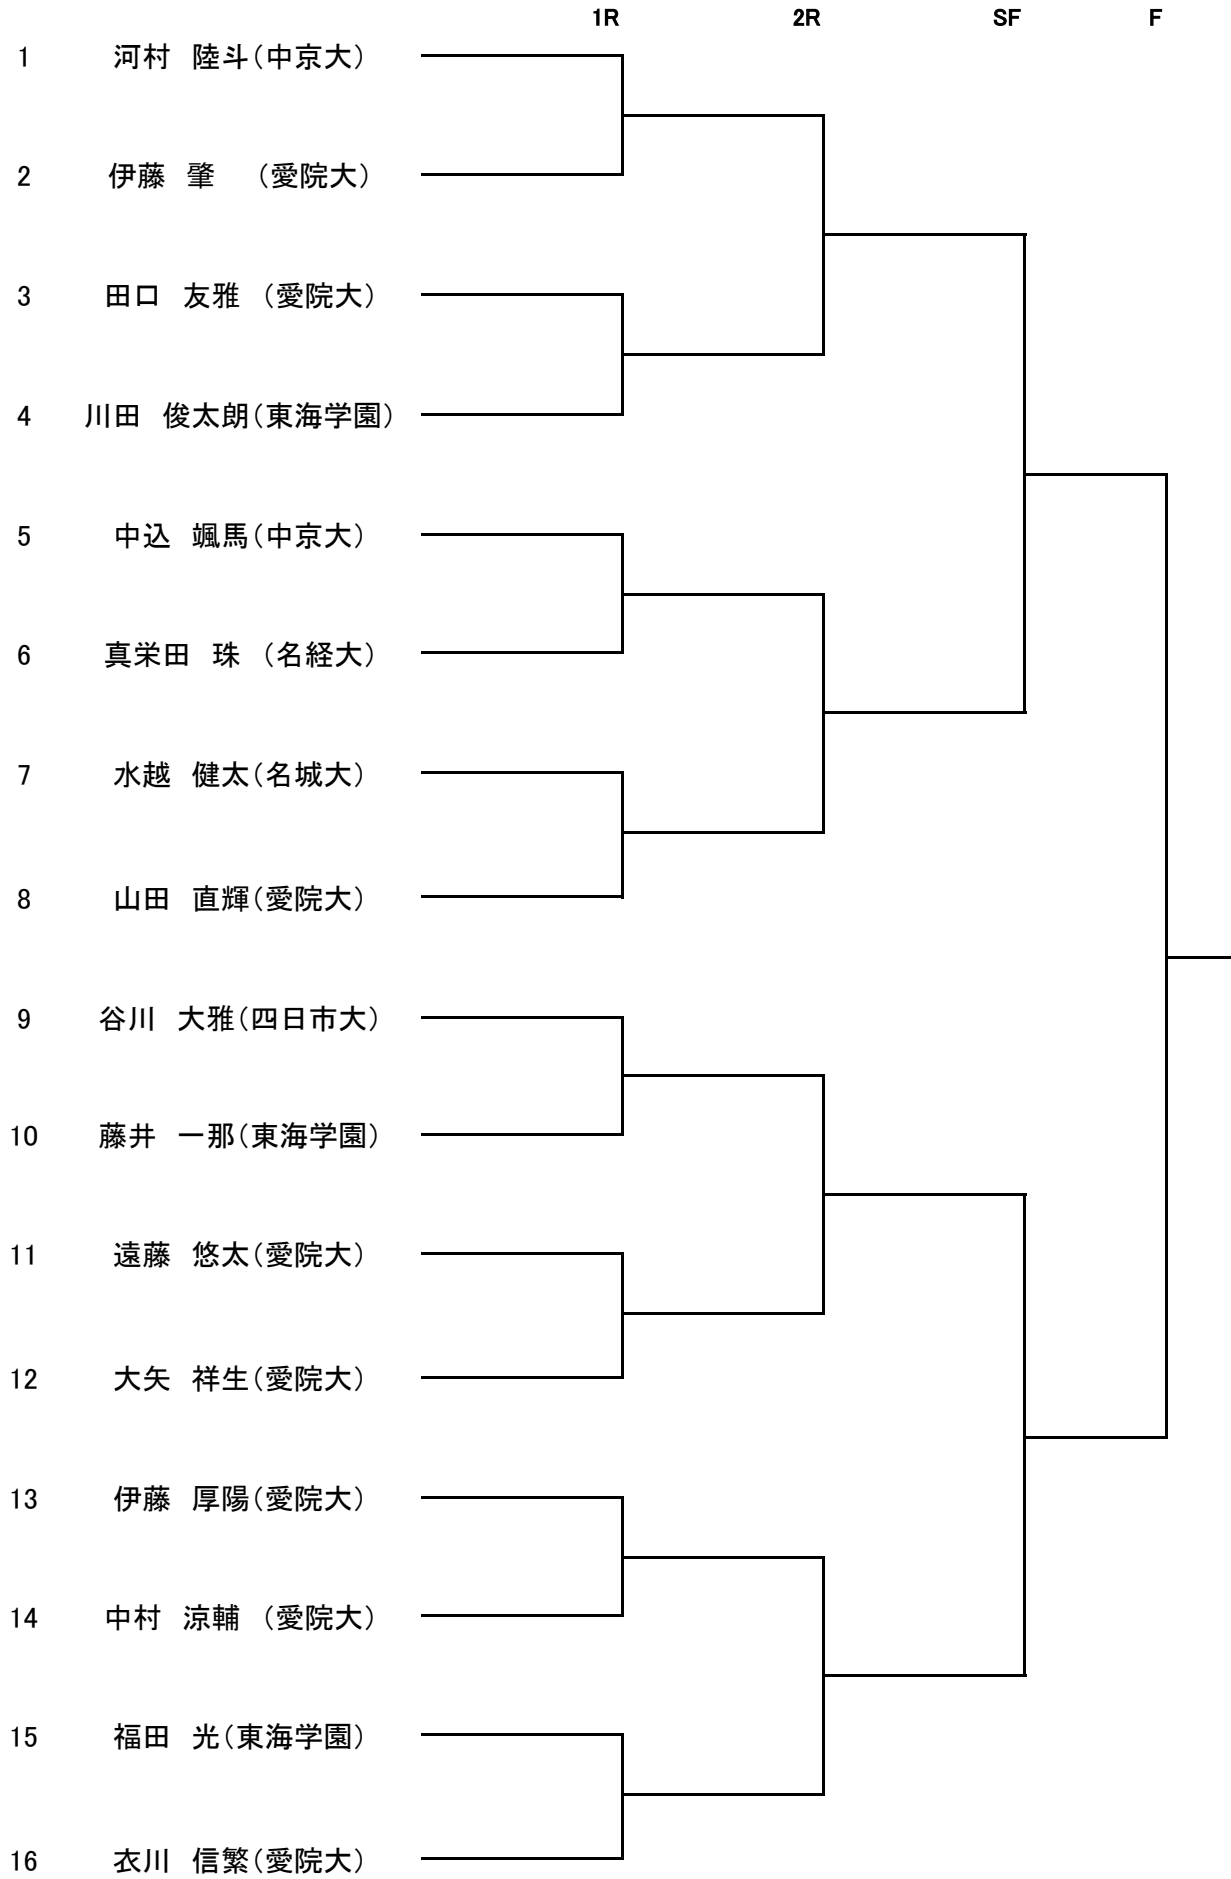 1R 2R SF F
1 河村 陸斗(中京大)
2 伊藤 肇 (愛院大)
3 田口 友雅 (愛院大)
4 川田 俊太朗(東海学園)
5 中込 颯馬(中京大)
6 真栄田 珠 (名経大)
7 水越 健太(名城大)
8 山田 直輝(愛院大)
9 谷川 大雅(四日市大)
10 藤井 一那(東海学園)
11 遠藤 悠太(愛院大)
12 大矢 祥生(愛院大)
13 伊藤 厚陽(愛院大)
14 中村 涼輔 (愛院大)
15 福田 光(東海学園)
16 衣川 信繁(愛院大)